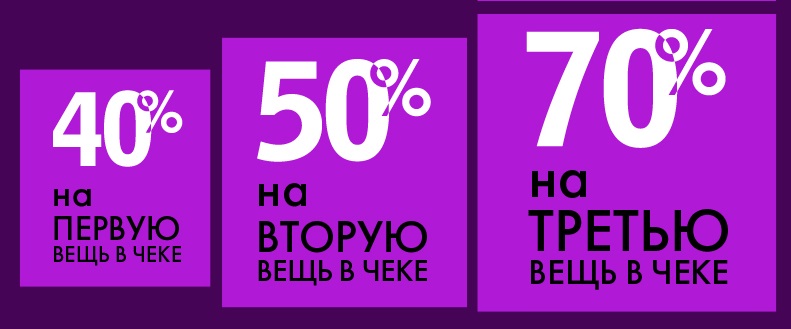 40%
на
ПЕРВУЮ
ВЕЩЬ В ЧЕКЕ
50%
на
ВТОРУЮ
ВЕЩЬ В ЧЕКЕ
70%
на
ТРЕТЬЮ
ВЕЩЬ В ЧЕКЕ